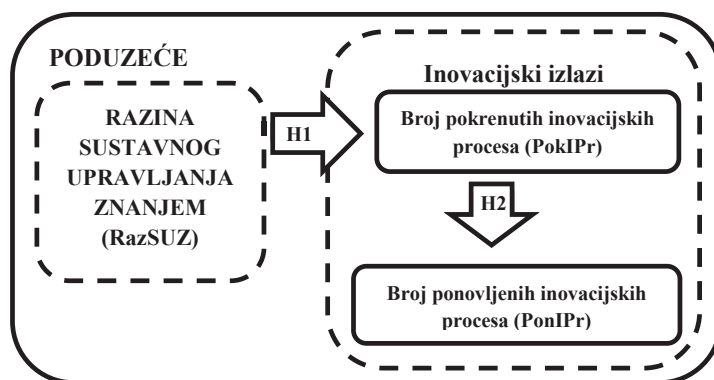 PODUZEĆE
RAZINA
SUSTAVNOG
UPRAVLJANJA
ZNANJEM
(RazSUZ)
H1
Inovacijski izlazi
Broj pokrenutih inovacijskih
procesa (PokIPr)
H2
Broj ponovljenih inovacijskih
procesa (PonIPr)